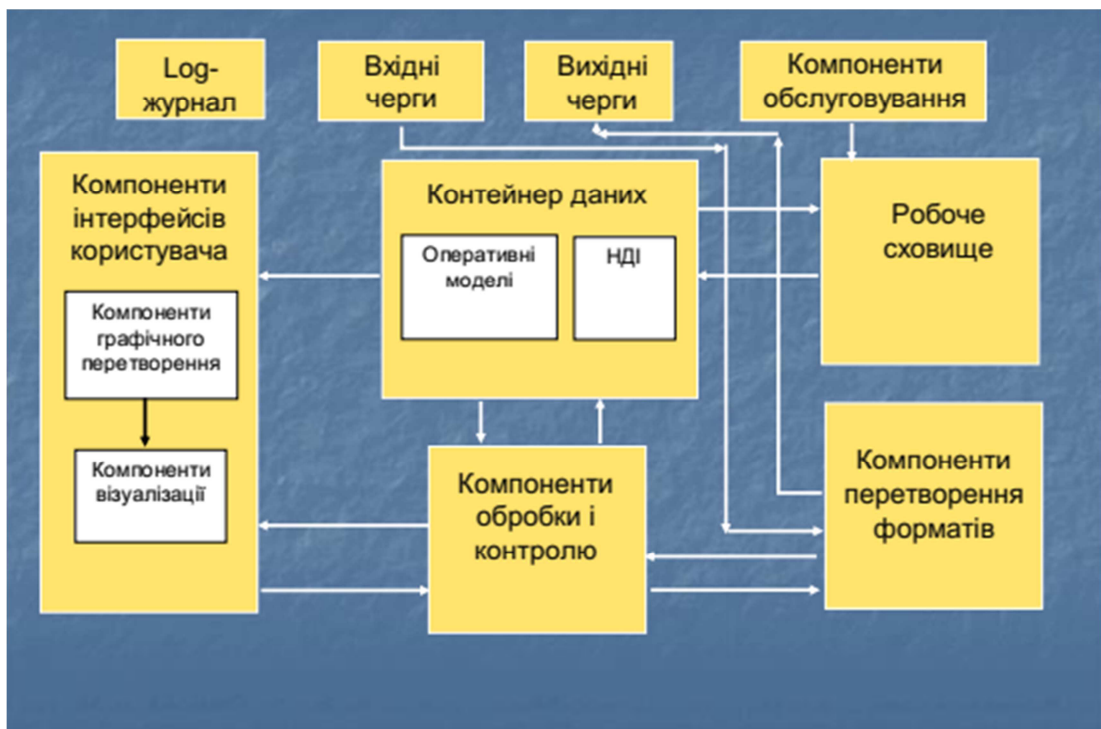 Log-
журнал
Вхідні
черги
Вихідні
черги
Компоненти
обслуговування
Компоненти
інтерфейсів
користувача
Компоненти
графічного
перетворення
Компоненти
візуалізації
Контейнер даних
Оперативні
моделі
НДІ
Робоче
сховище
Компоненти
обробки і
контролю
Компоненти
перетворення
форматів